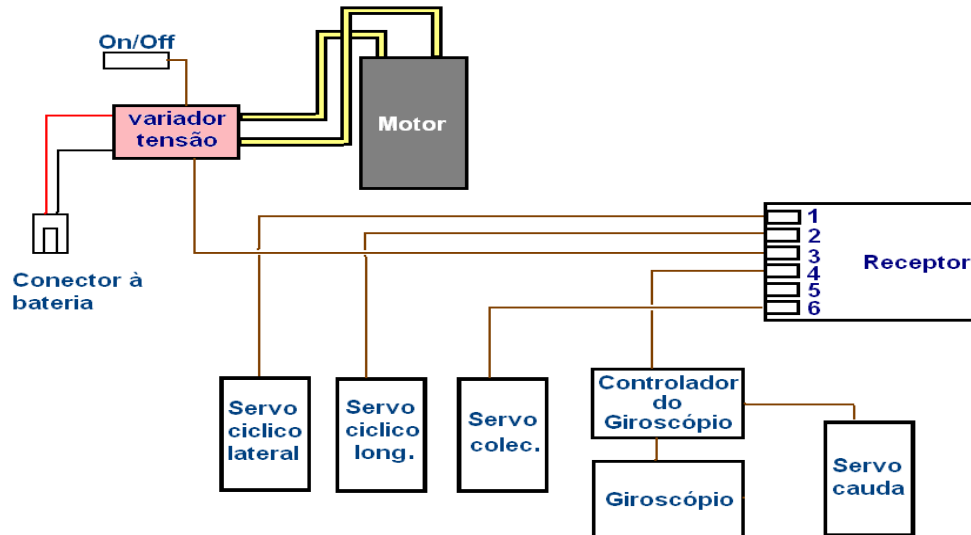 On/Off
variador
tensão
Motor
Conector à
bateria
1
2
3
4
5
6
Receptor
Servo
ciclico
lateral
Servo
ciclico
long.
Servo
colec.
Controlador
do
Giroscópio
Giroscópio
Servo
cauda